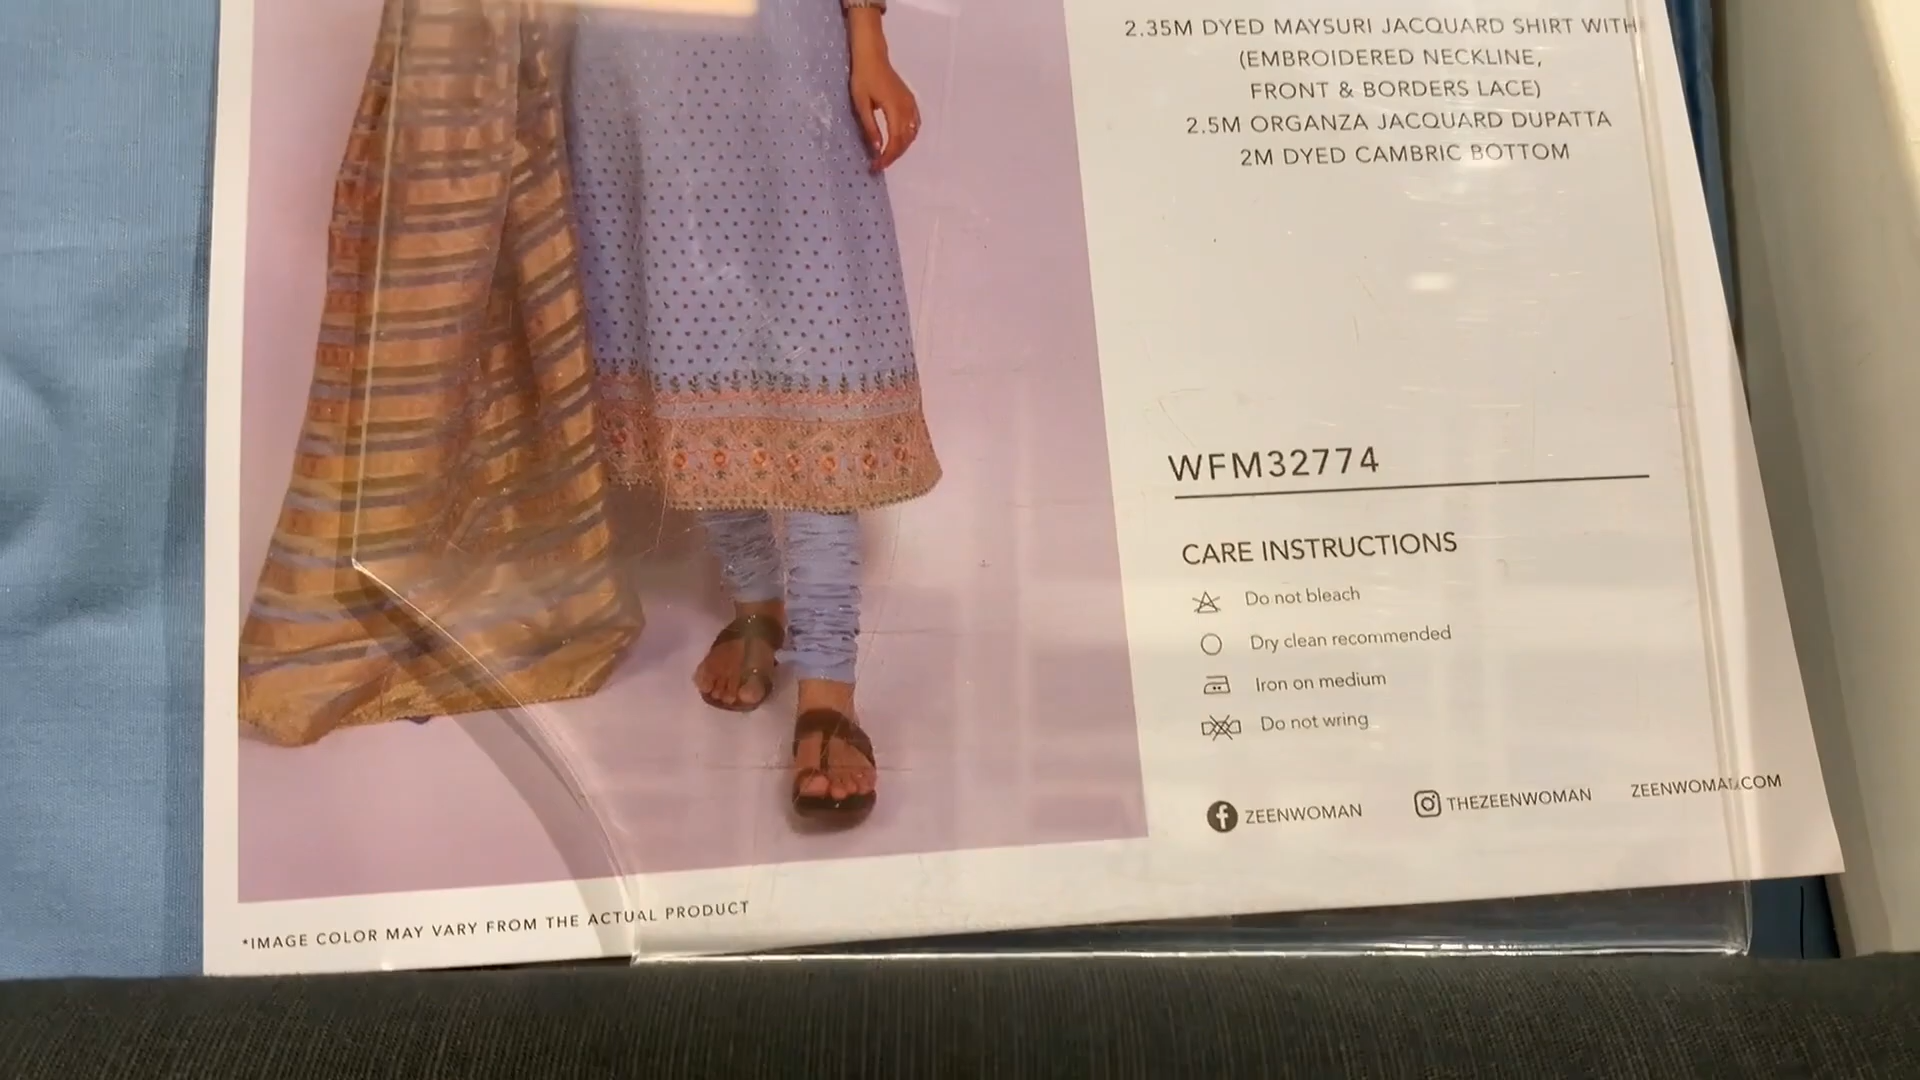 2.35M DYED MAYSURI JACQUARD SHIRT WITH
(EMBROIDERED NECKLINE,
FRONT & BORDERS LACE)
2.5M ORGANZA JACQUARD DUPATTA
2M DYED CAMBRIC BOTTOM
WFM32774
CARE INSTRUCTIONS
Do not bleach
Dry clean recommended
Iron on medium
Do not wring
ZEENWOMAN THEZEENWOMAN ZEENWOMAN.COM
*IMAGE COLOR MAY VARY FROM THE ACTUAL PRODUCT